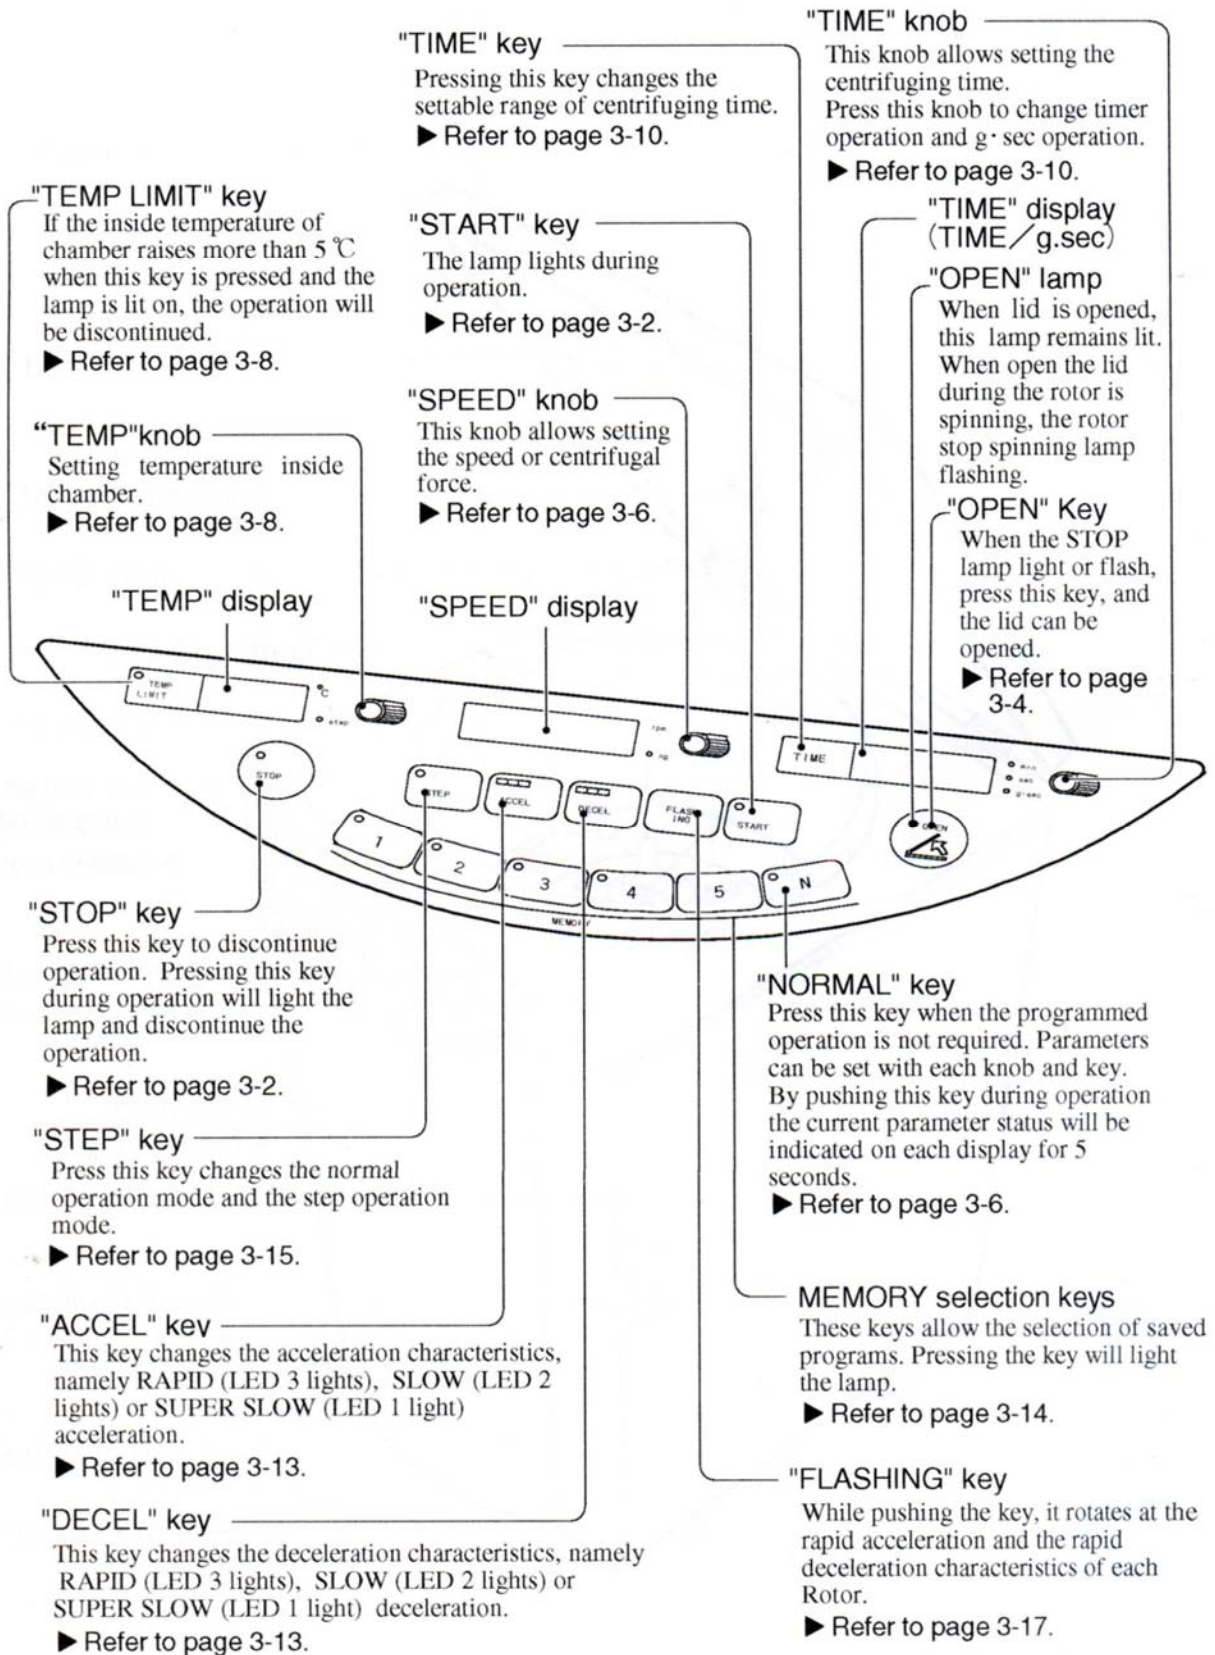 "TIME" key
Pressing this key changes the
settable range of centrifuging time.
▶ Refer to page 3-10.
"TIME" knob
This knob allows setting the
centrifuging time.
Press this knob to change timer
operation and g·sec operation.
▶ Refer to page 3-10.
"TEMP LIMIT" key
If the inside temperature of
chamber raises more than 5 ℃
when this key is pressed and the
lamp is lit on, the operation will
be discontinued.
▶ Refer to page 3-8.
"START" key
The lamp lights during
operation.
▶ Refer to page 3-2.
"TIME" display
(TIME/g.sec)
"OPEN" lamp
When lid is opened,
this lamp remains lit.
When open the lid
during the rotor is
spinning, the rotor
stop spinning lamp
flashing.
“TEMP"knob
Setting temperature inside
chamber.
▶ Refer to page 3-8.
"SPEED" knob
This knob allows setting
the speed or centrifugal
force.
▶ Refer to page 3-6.
"OPEN" Key
When the STOP
lamp light or flash,
press this key, and
the lid can be
opened.
▶ Refer to page
3-4.
"TEMP" display
"SPEED" display
TEMP
LIMIT
℃
step
rpm
xg
TIME
min
sec
g·sec
STOP
STEP
ACCEL
DECEL
FLASH
ING
START
OPEN
1
2
3
4
5
N
MEMORY
"STOP" key
Press this key to discontinue
operation. Pressing this key
during operation will light the
lamp and discontinue the
operation.
▶ Refer to page 3-2.
"STEP" key
Press this key changes the normal
operation mode and the step operation
mode.
▶ Refer to page 3-15.
"ACCEL" key
This key changes the acceleration characteristics,
namely RAPID (LED 3 lights), SLOW (LED 2
lights) or SUPER SLOW (LED 1 light)
acceleration.
▶ Refer to page 3-13.
"DECEL" key
This key changes the deceleration characteristics, namely
RAPID (LED 3 lights), SLOW (LED 2 lights) or
SUPER SLOW (LED 1 light) deceleration.
▶ Refer to page 3-13.
"NORMAL" key
Press this key when the programmed
operation is not required. Parameters
can be set with each knob and key.
By pushing this key during operation
the current parameter status will be
indicated on each display for 5
seconds.
▶ Refer to page 3-6.
MEMORY selection keys
These keys allow the selection of saved
programs. Pressing the key will light
the lamp.
▶ Refer to page 3-14.
"FLASHING" key
While pushing the key, it rotates at the
rapid acceleration and the rapid
deceleration characteristics of each
Rotor.
▶ Refer to page 3-17.